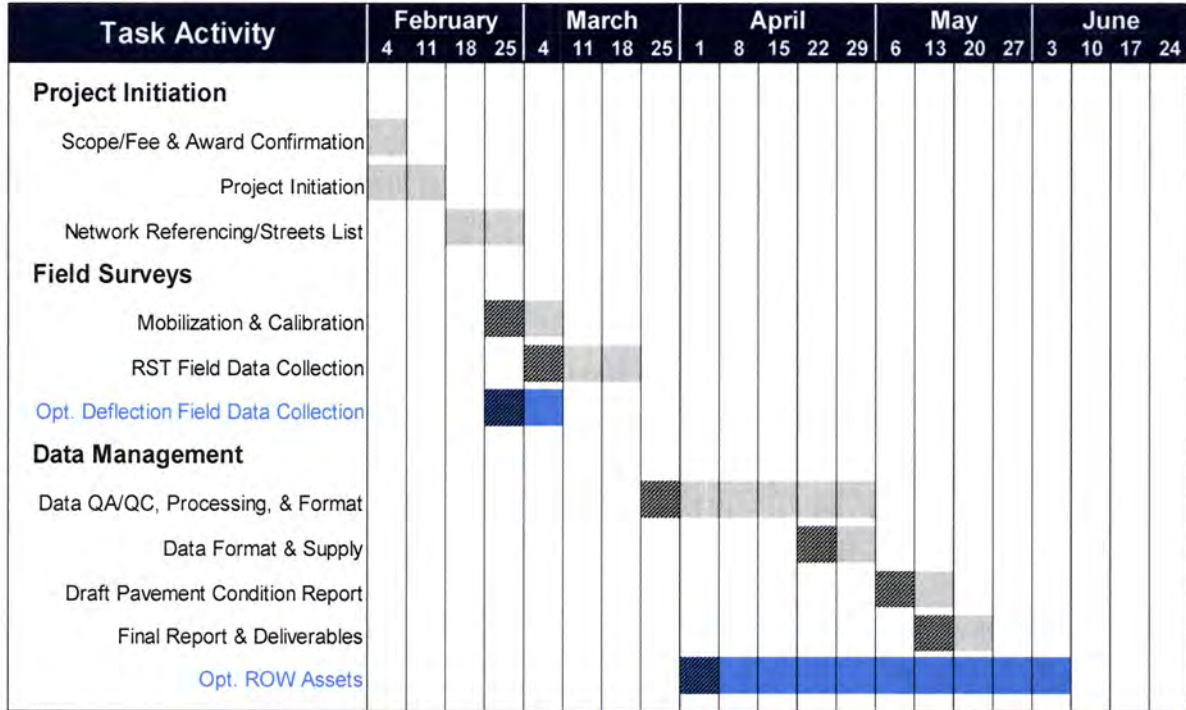 Task Activity
February March April May June
4 11 18 25 4 11 18 25 1 8 15 22 29 6 13 20 27 3 10 17 24
Project Initiation
Scope/Fee & Award Confirmation
Project Initiation
Network Referencing/Streets List
Field Surveys
Mobilization & Calibration
RST Field Data Collection
Opt. Deflection Field Data Collection
Data Management
Data QA/QC, Processing, & Format
Data Format & Supply
Draft Pavement Condition Report
Final Report & Deliverables
Opt. ROW Assets